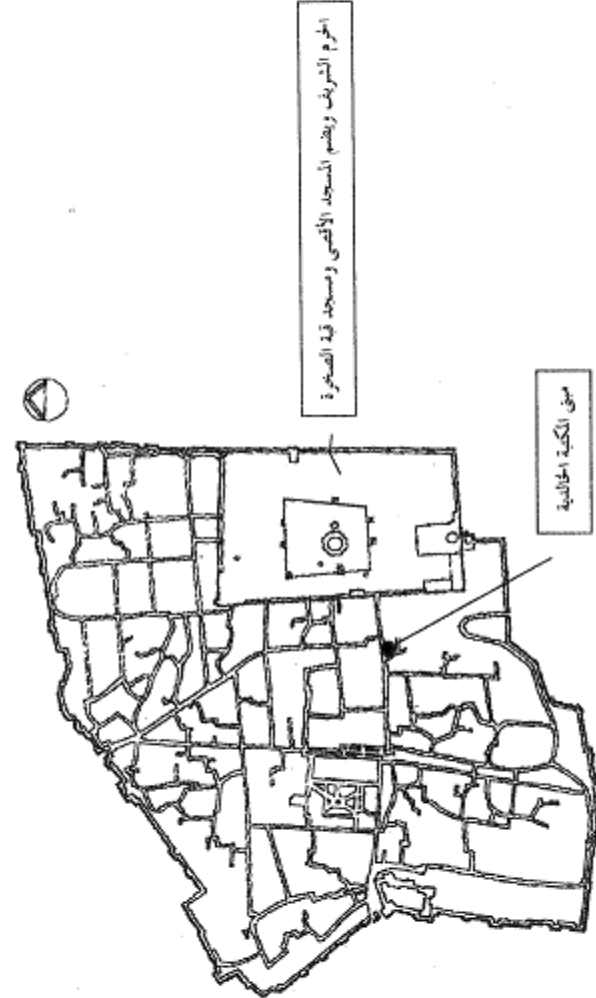 الحرم الشريف ويضم المسجد الأقصى ومسجد قبة الصخرة
مبنى المكتبة الخالدية